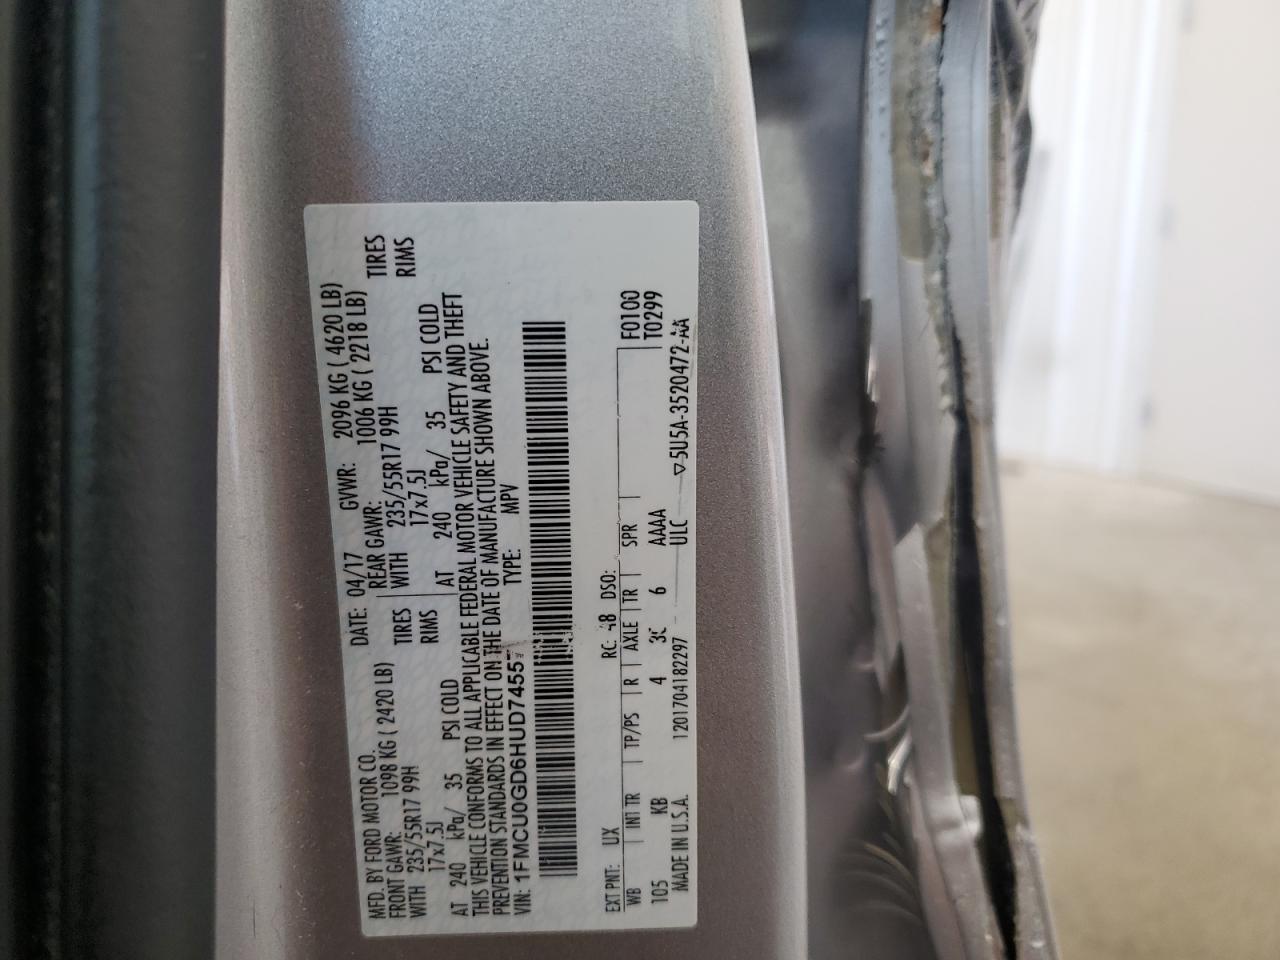 MFD. BY FORD MOTOR CO.
DATE: 04/17 GVWR: 2096 KG ( 4620 LB)
FRONT GAWR: 1098 KG ( 2420 LB)
REAR GAWR: 1006 KG ( 2218 LB)
WITH 235/55R17 99H TIRES
WITH 235/55R17 99H TIRES
17x7.5J RIMS
17x7.5J RIMS
AT 240 kPa/ 35 PSI COLD
AT 240 kPa/ 35 PSI COLD
THIS VEHICLE CONFORMS TO ALL APPLICABLE FEDERAL MOTOR VEHICLE SAFETY AND THEFT
PREVENTION STANDARDS IN EFFECT ON THE DATE OF MANUFACTURE SHOWN ABOVE.
VIN: 1FMCU0GD6HUD7455 TYPE: MPV
EXT PNT: UX RC: 48 DSO: F0100
WB INT TR TP/PS R AXLE TR SPR T0299
105 KB 4 6 AAAA
MADE IN U.S.A. 1201704182297 ULC ▽5U5A-3520472-AA